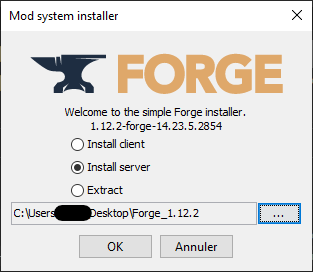 Mod system installer
FORGE
Welcome to the simple Forge installer.
1.12.2-forge-14.23.5.2854
Install client
Install server
Extract
C:\Users\ Desktop\Forge_1.12.2
...
OK
Annuler